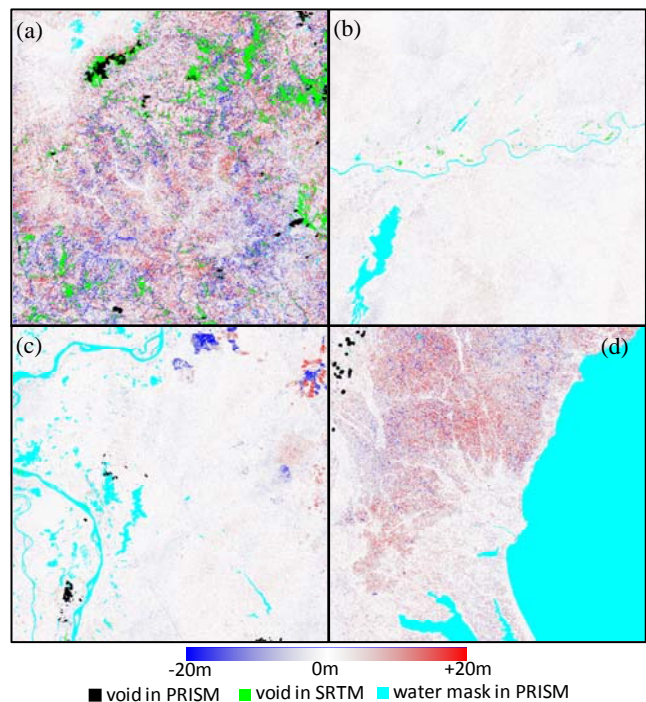 (a)
(b)
(c)
(d)
-20m 0m +20m
void in PRISM void in SRTM water mask in PRISM